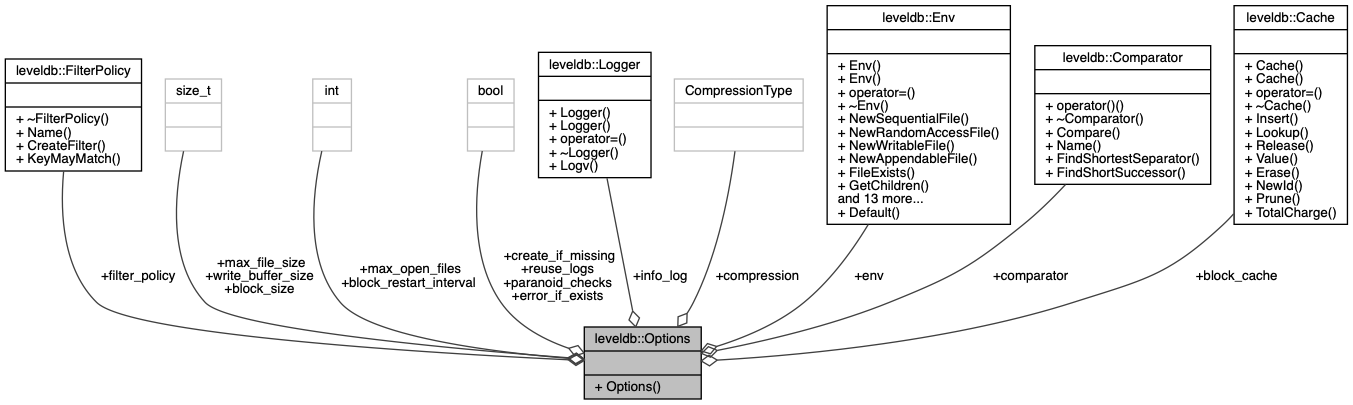 leveldb::FilterPolicy
+ ~FilterPolicy()
+ Name()
+ CreateFilter()
+ KeyMayMatch()
size_t
int
bool
leveldb::Logger
+ Logger()
+ Logger()
+ operator=()
+ ~Logger()
+ Logv()
CompressionType
leveldb::Env
+ Env()
+ Env()
+ operator=()
+ ~Env()
+ NewSequentialFile()
+ NewRandomAccessFile()
+ NewWritableFile()
+ NewAppendableFile()
+ FileExists()
+ GetChildren()
and 13 more...
+ Default()
leveldb::Comparator
+ operator()()
+ ~Comparator()
+ Compare()
+ Name()
+ FindShortestSeparator()
+ FindShortSuccessor()
leveldb::Cache
+ Cache()
+ Cache()
+ operator=()
+ ~Cache()
+ Insert()
+ Lookup()
+ Release()
+ Value()
+ Erase()
+ NewId()
+ Prune()
+ TotalCharge()
+filter_policy
+max_file_size
+write_buffer_size
+block_size
+max_open_files
+block_restart_interval
+create_if_missing
+reuse_logs
+paranoid_checks
+error_if_exists
+info_log
+compression
+env
+comparator
+block_cache
leveldb::Options
+ Options()